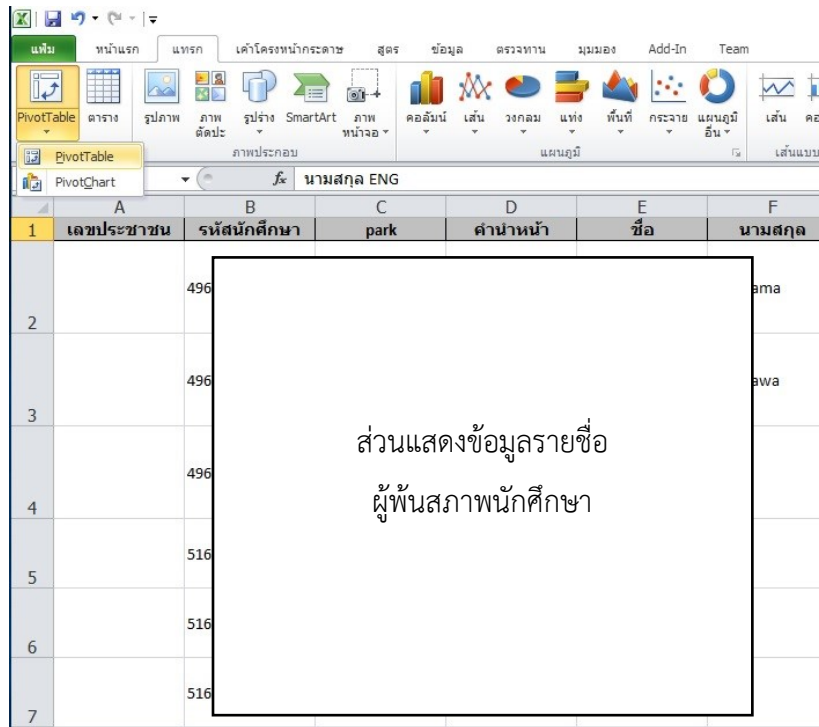 แฟ้ม หน้าแรก แทรก เค้าโครงหน้ากระดาษ สูตร ข้อมูล ตรวจทาน มุมมอง Add-In Team
PivotTable ตาราง รูปภาพ ภาพตัดปะ รูปร่าง SmartArt ภาพหน้าจอ คอลัมน์ เส้น วงกลม แท่ง พื้นที่ กระจาย แผนภูมิอื่น เส้น
ภาพประกอบ แผนภูมิ
PivotTable
PivotChart
fx นามสกุล ENG
A B C D E F
1 เลขประชาชน รหัสนักศึกษา park คำนำหน้า ชื่อ นามสกุล
496 ama
2
496 awa
3
ส่วนแสดงข้อมูลรายชื่อ
496
ผู้พ้นสภาพนักศึกษา
4
516
5
516
6
516
7